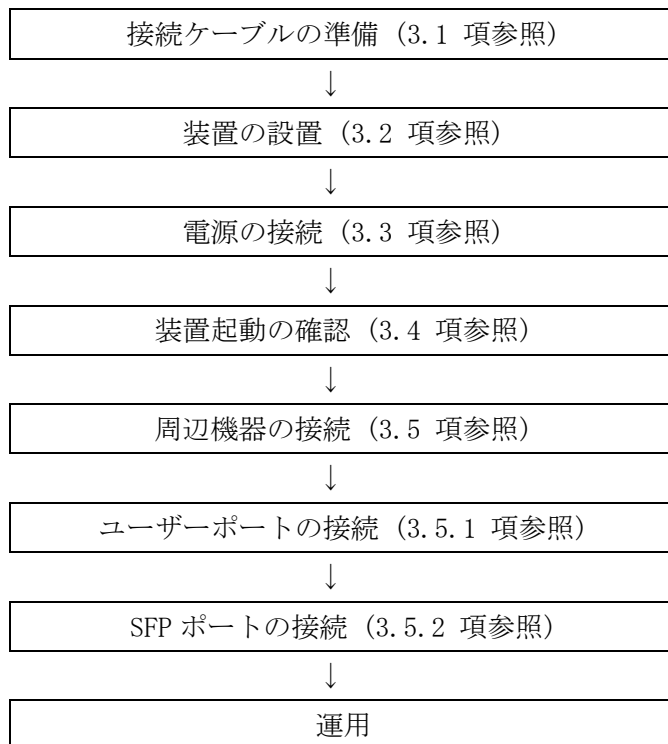 接続ケーブルの準備 (3.1 項参照)
↓
装置の設置 (3.2 項参照)
↓
電源の接続 (3.3 項参照)
↓
装置起動の確認 (3.4 項参照)
↓
周辺機器の接続 (3.5 項参照)
↓
ユーザーポートの接続 (3.5.1 項参照)
↓
SFP ポートの接続 (3.5.2 項参照)
↓
運用